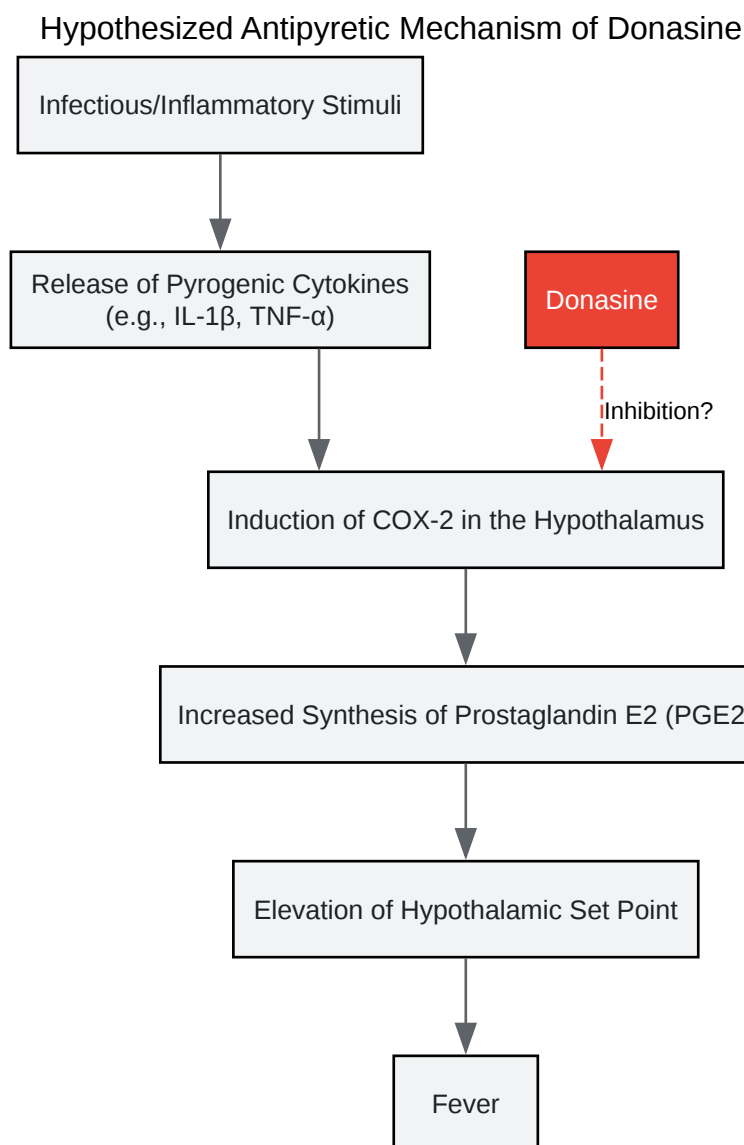 Hypothesized Antipyretic Mechanism of Donasine
Infectious/Inflammatory Stimuli
Release of Pyrogenic Cytokines
(e.g., IL-1β, TNF-α)
Donasine
Inhibition?
Induction of COX-2 in the Hypothalamus
Increased Synthesis of Prostaglandin E2 (PGE2
Elevation of Hypothalamic Set Point
Fever